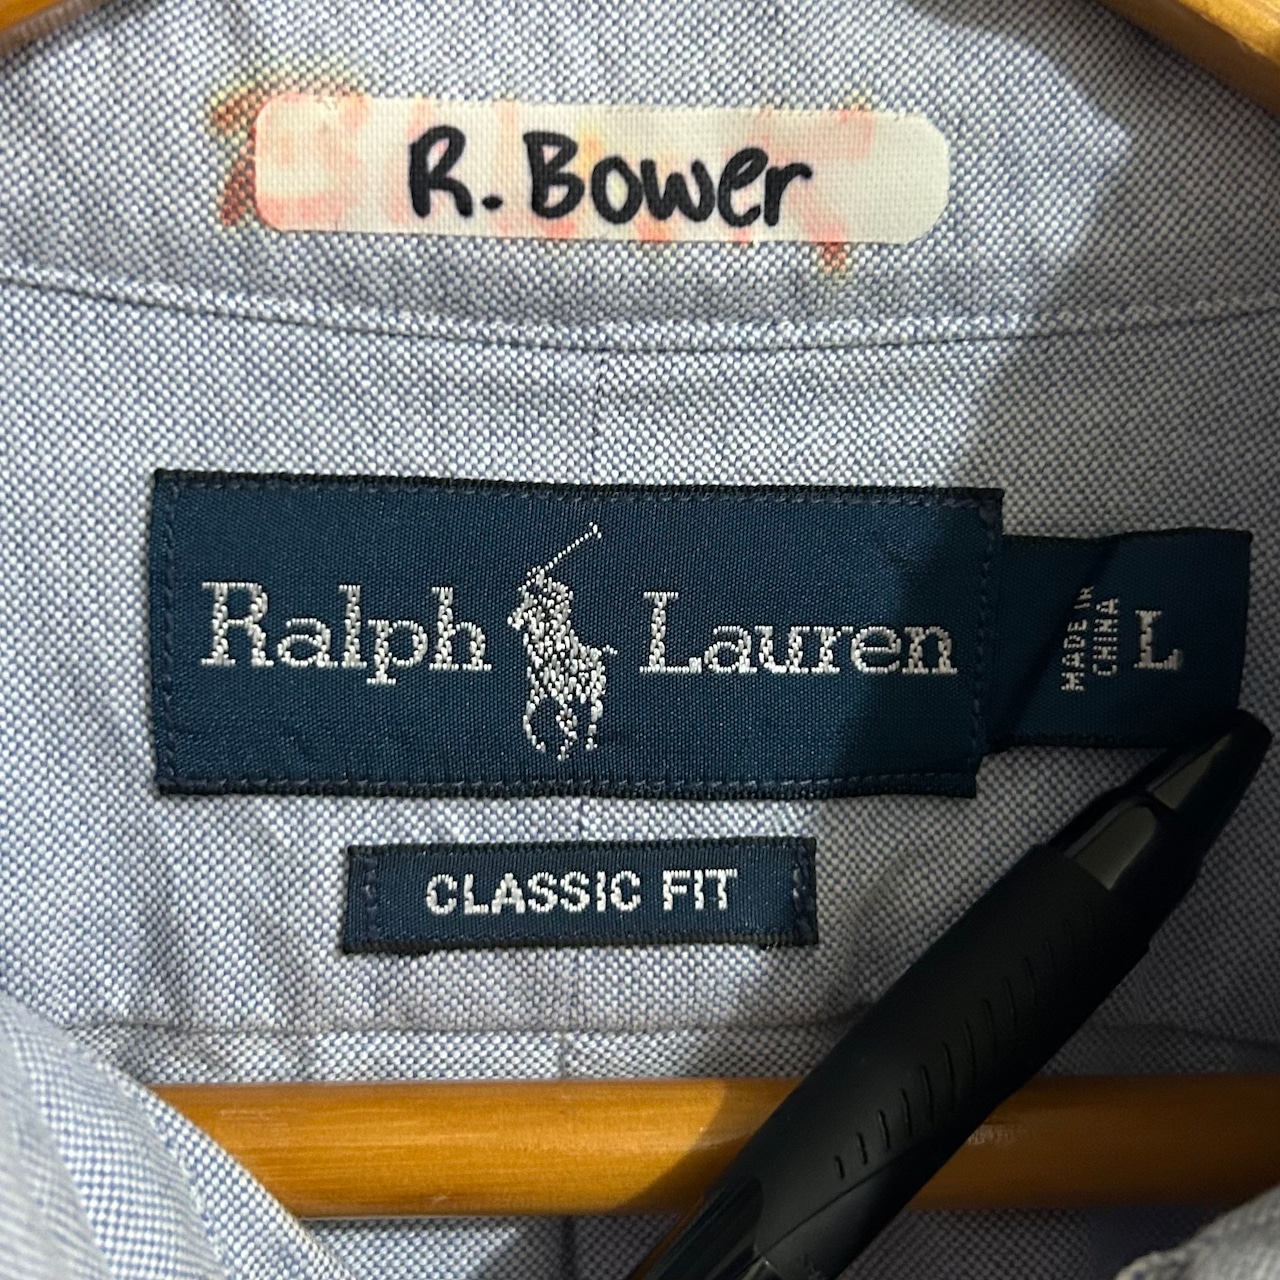 R. Bower
Ralph Lauren
MADE IN
CHINA
L
CLASSIC FIT